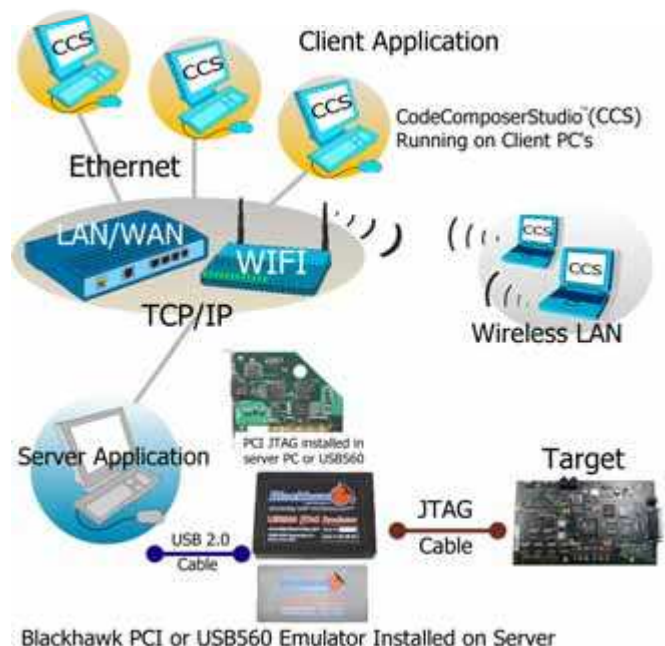 CCS
CCS
CCS
Client Application
CodeComposerStudio™(CCS)
Running on Client PC's
Ethernet
LAN/WAN
WIFI
CCS
CCS
TCP/IP
Wireless LAN
PCI JTAG installed in
server PC or USB560
Server Application
Target
Blackhawk
JTAG
Cable
USB 2.0
Cable
Blackhawk PCI or USB560 Emulator Installed on Server